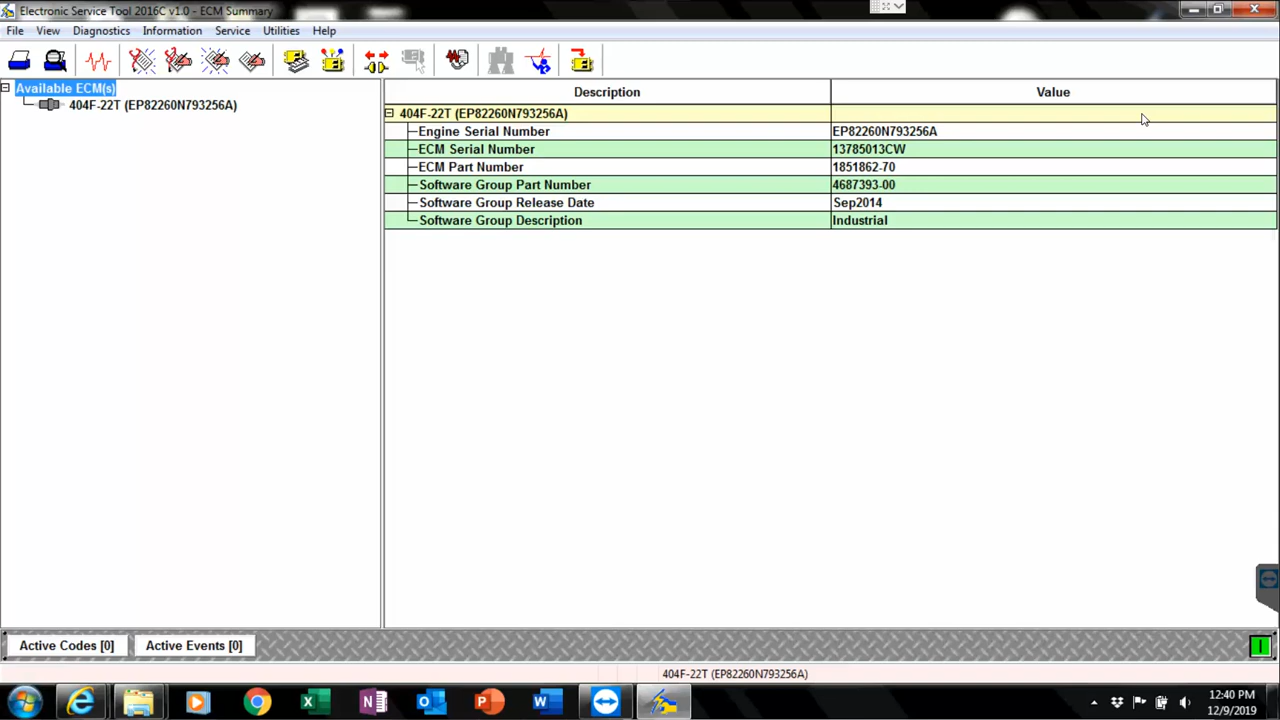 Electronic Service Tool 2016C v1.0 - ECM Summary
File View Diagnostics Information Service Utilities Help
Available ECM(s)
404F-22T (EP82260N793256A)
Description Value
404F-22T (EP82260N793256A)
Engine Serial Number EP82260N793256A
ECM Serial Number 13785013CW
ECM Part Number 1851862-70
Software Group Part Number 4687393-00
Software Group Release Date Sep2014
Software Group Description Industrial
Active Codes [0] Active Events [0]
404F-22T (EP82260N793256A)
12:40 PM
12/9/2019